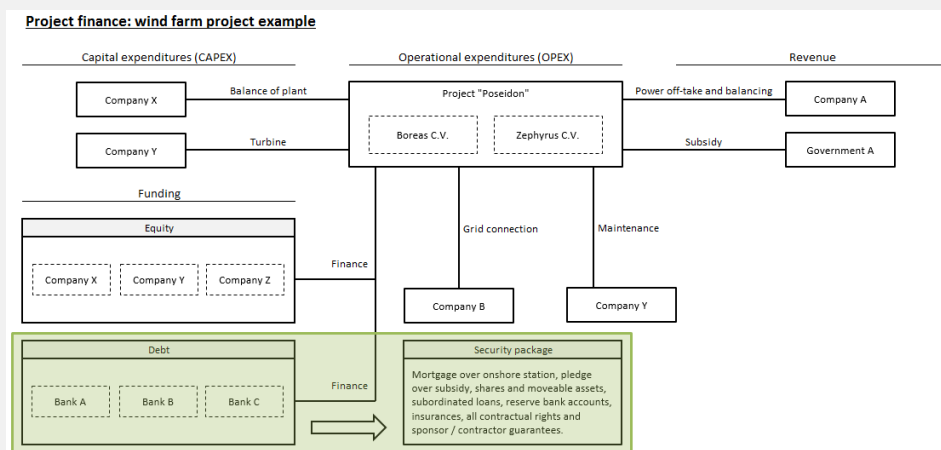 Project finance: wind farm project example
Capital expenditures (CAPEX)
Operational expenditures (OPEX)
Revenue
Company X
Balance of plant
Project "Poseidon"
Power off-take and balancing
Company A
Boreas C.V.
Zephyrus C.V.
Company Y
Turbine
Subsidy
Government A
Funding
Equity
Company X
Company Y
Company Z
Finance
Grid connection
Maintenance
Company B
Company Y
Debt
Bank A
Bank B
Bank C
Finance
Security package
Mortgage over onshore station, pledge
over subsidy, shares and moveable assets,
subordinated loans, reserve bank accounts,
insurances, all contractual rights and
sponsor / contractor guarantees.